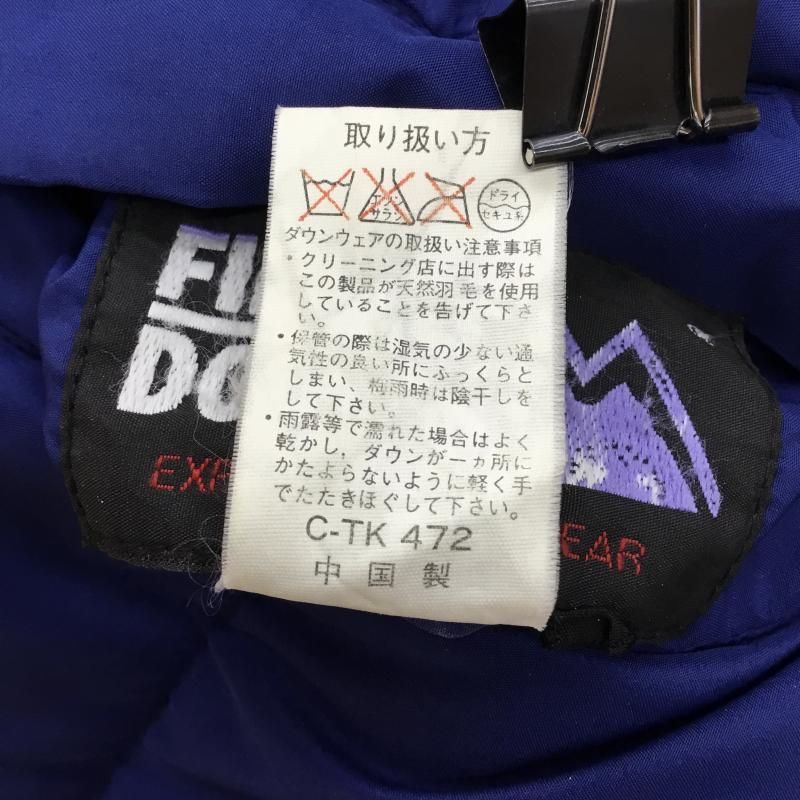 取り扱い方
エンソ
サラシ
ドライ
セキユ系
ダウンウェアの取扱い注意事項
・クリーニング店に出す際は
この製品が天然羽毛を使用
していることを告げて下さ
い。
・保管の際は湿気の少ない通
気性の良い所にふっくらと
しまい、梅雨時は陰干しを
して下さい。
・雨露等で濡れた場合はよく
乾かし、ダウンが一ヵ所に
かたよらないように軽く手
でたたきほぐして下さい。
C-TK 472
中国製